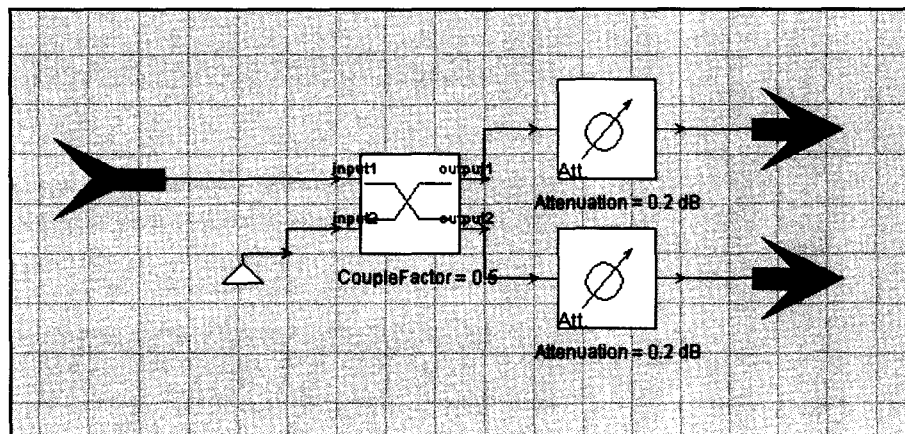 input1 output1
input2 output2
CoupleFactor = 0.5
Att.
Attenuation = 0.2 dB
Att.
Attenuation = 0.2 dB